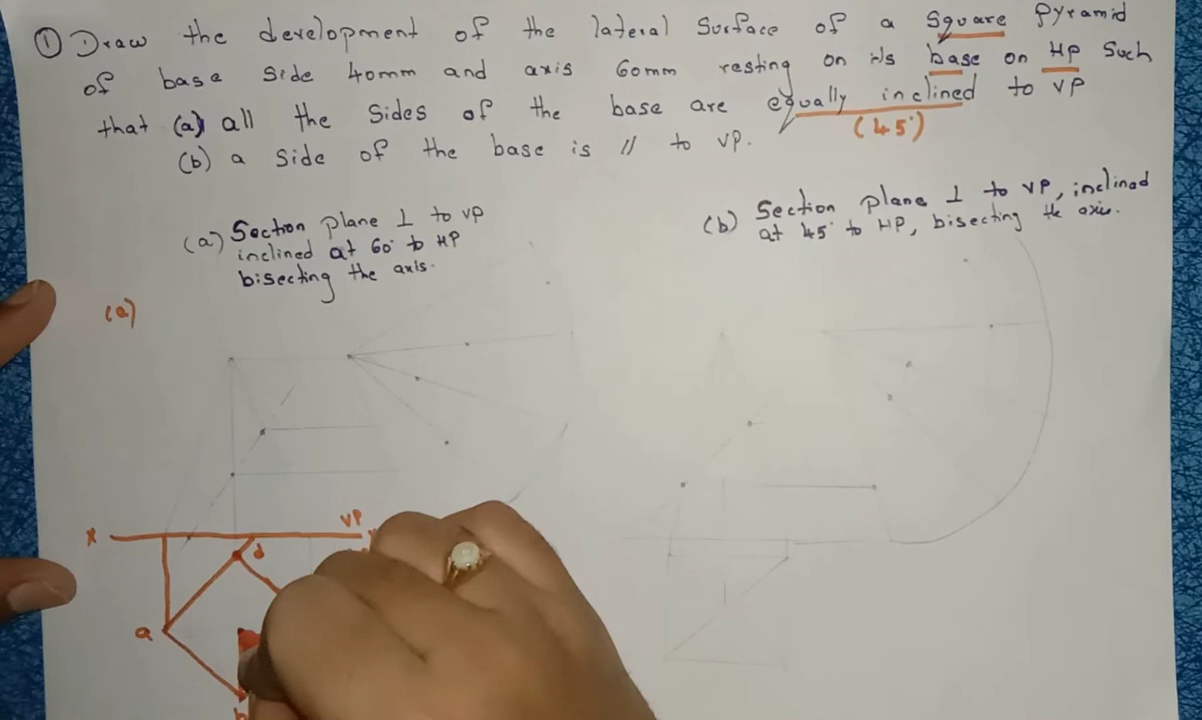 ① Draw the development of the lateral Surface of a Square Pyramid
of base side 40mm and axis 60mm resting on its base on HP Such
that (a) all the Sides of the base are equally inclined to VP
(45°)
(b) a side of the base is // to VP.
(a) Section plane ⊥ to VP
inclined at 60° to HP
bisecting the axis.
(b) Section plane ⊥ to VP, inclined
at 45° to HP, bisecting the axis.
(a)
X
VP
d
a
b